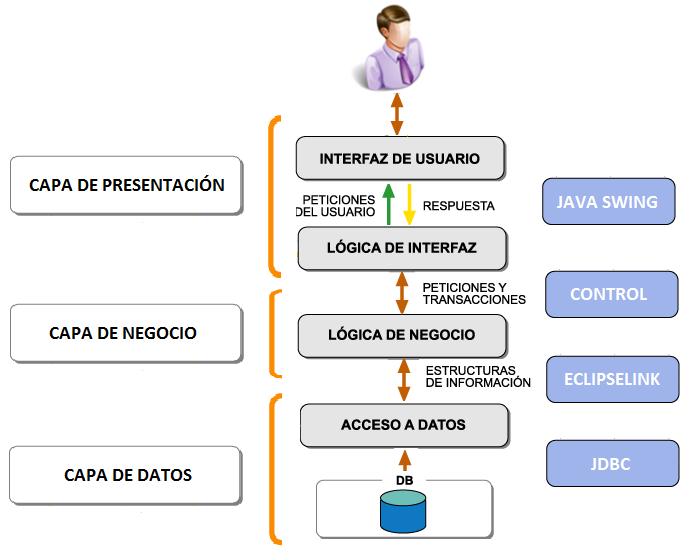 INTERFAZ DE USUARIO
CAPA DE PRESENTACIÓN
PETICIONES
DEL USUARIO
RESPUESTA
JAVA SWING
LÓGICA DE INTERFAZ
PETICIONES Y
TRANSACCIONES
CONTROL
CAPA DE NEGOCIO
LÓGICA DE NEGOCIO
ESTRUCTURAS
DE INFORMACIÓN
ECLIPSELINK
ACCESO A DATOS
CAPA DE DATOS
JDBC
DB